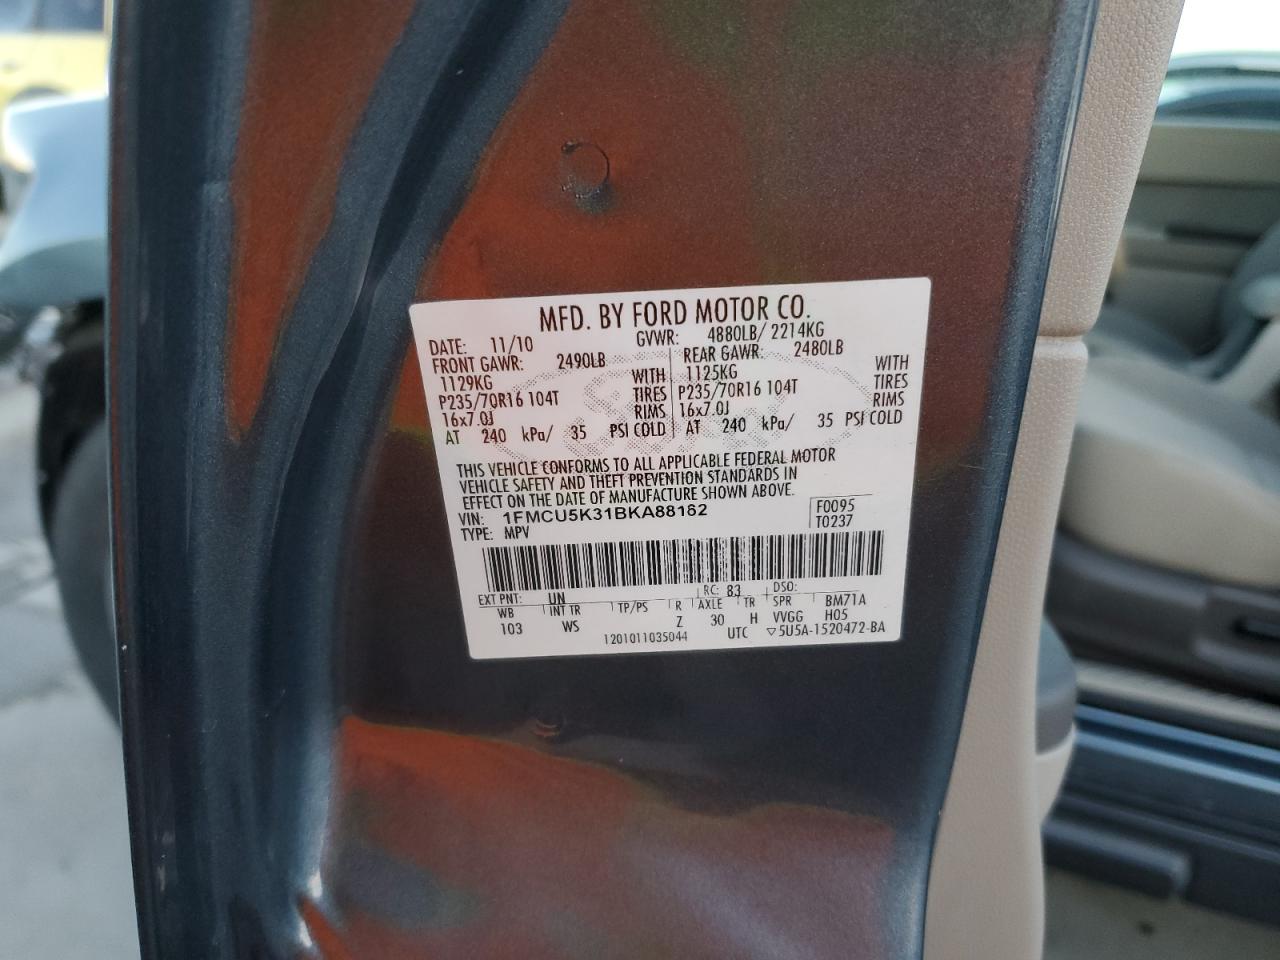 MFD. BY FORD MOTOR CO.
DATE: 11/10 GVWR: 4880LB/ 2214KG
FRONT GAWR: 2490LB REAR GAWR: 2480LB
1129KG WITH 1125KG WITH
P235/70R16 104T TIRES P235/70R16 104T TIRES
16x7.0J RIMS 16x7.0J RIMS
AT 240 kPa/ 35 PSI COLD AT 240 kPa/ 35 PSI COLD
THIS VEHICLE CONFORMS TO ALL APPLICABLE FEDERAL MOTOR
VEHICLE SAFETY AND THEFT PREVENTION STANDARDS IN
EFFECT ON THE DATE OF MANUFACTURE SHOWN ABOVE.
VIN: 1FMCU5K31BKA88162 F0095
TYPE: MPV T0237
EXT PNT: UN RC: 83 DSO:
WB INT TR TP/PS R AXLE TR SPR BM71A
103 WS Z 30 H VVGG H05
1201011035044 UTC ▽5U5A-1520472-BA